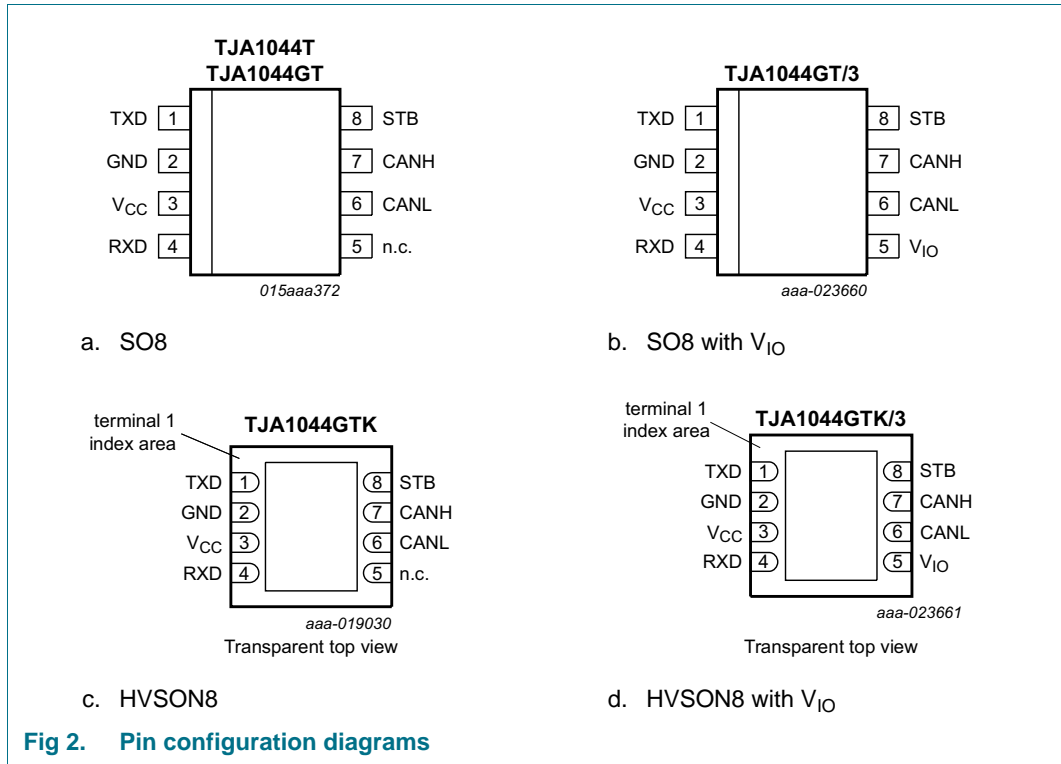 TJA1044T
TJA1044GT
TXD 1
8 STB
GND 2
7 CANH
VCC 3
6 CANL
RXD 4
5 n.c.
015aaa372
a. SO8
TJA1044GT/3
TXD 1
8 STB
GND 2
7 CANH
VCC 3
6 CANL
RXD 4
5 VIO
aaa-023660
b. SO8 with VIO
terminal 1
index area
TJA1044GTK
TXD 1
8 STB
GND 2
7 CANH
VCC 3
6 CANL
RXD 4
5 n.c.
aaa-019030
Transparent top view
c. HVSON8
terminal 1
index area
TJA1044GTK/3
TXD 1
8 STB
GND 2
7 CANH
VCC 3
6 CANL
RXD 4
5 VIO
aaa-023661
Transparent top view
d. HVSON8 with VIO
Fig 2. Pin configuration diagrams